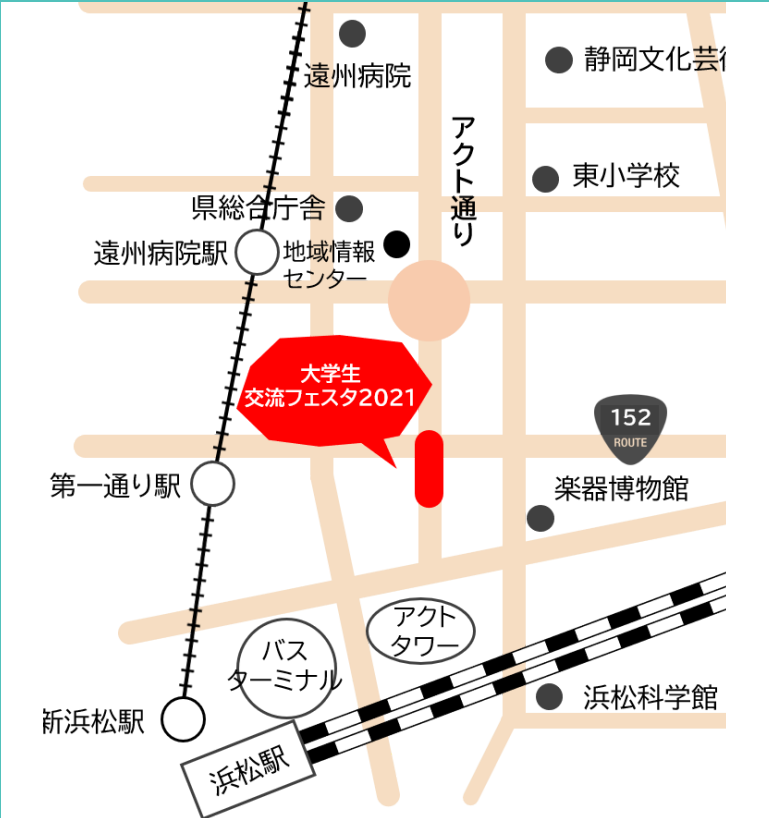 遠州病院
静岡文化芸術
アクト通り
東小学校
県総合庁舎
遠州病院駅
地域情報
センター
大学生
交流フェスタ2021
152
ROUTE
第一通り駅
楽器博物館
アクト
タワー
バス
ターミナル
新浜松駅
浜松科学館
浜松駅